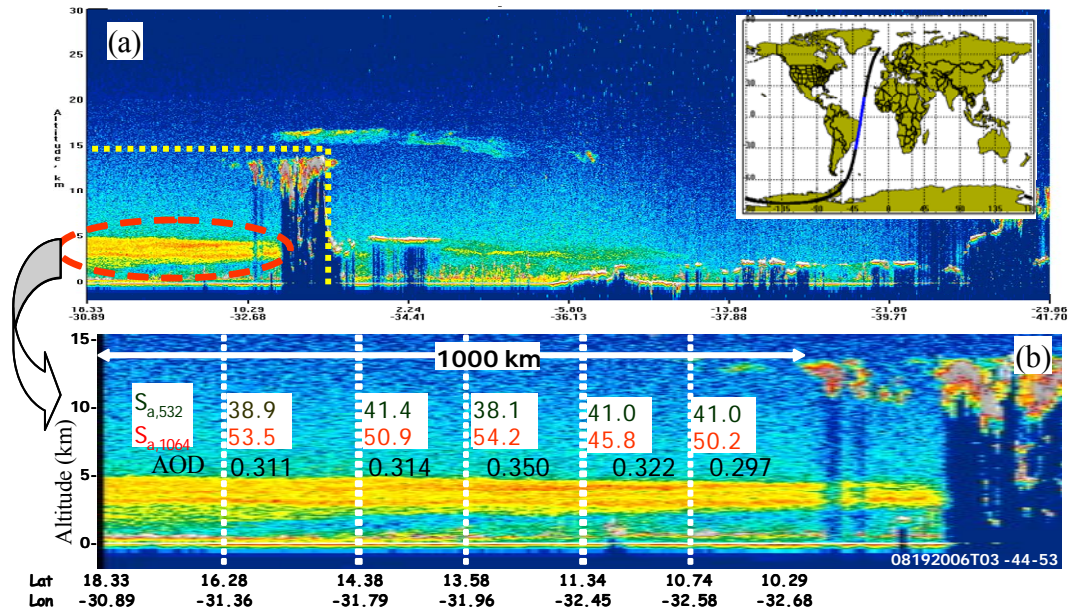 (a)
30
25
20
15
10
5
0
Altitude, km
18.33 10.29 2.24 -5.80 -13.84 -21.86 -29.86
-30.89 -32.68 -34.41 -36.13 -37.88 -39.71 -41.70
(b)
1000 km
15
10
5
0
Altitude (km)
Sa,532 38.9 41.4 38.1 41.0 41.0
Sa,1064 53.5 50.9 54.2 45.8 50.2
AOD 0.311 0.314 0.350 0.322 0.297
08192006T03 -44-53
Lat 18.33 16.28 14.38 13.58 11.34 10.74 10.29
Lon -30.89 -31.36 -31.79 -31.96 -32.45 -32.58 -32.68